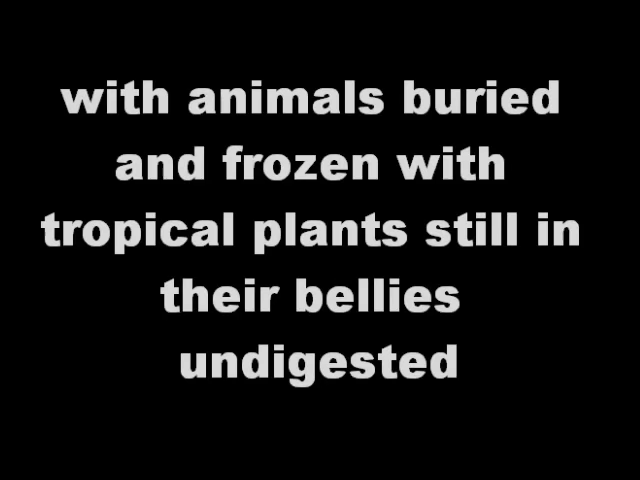 with animals buried
and frozen with
tropical plants still in
their bellies
undigested